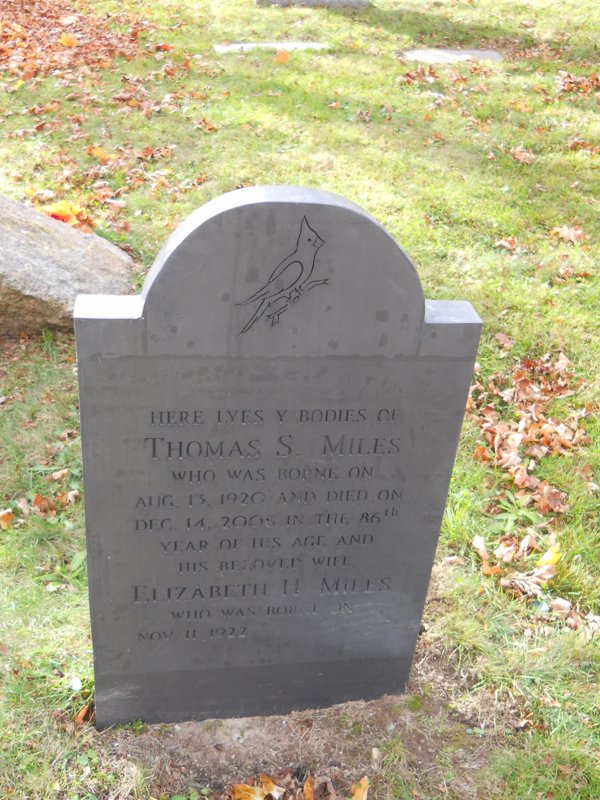 HERE LYES Y BODIES OF
THOMAS S. MILES
WHO WAS BORNE ON
AUG. 13, 1920 AND DIED ON
DEC. 14, 2006 IN THE 86th
YEAR OF HIS AGE AND
HIS BELOVED WIFE
ELIZABETH H. MILES
WHO WAS BORNE ON
NOV. 11, 1922